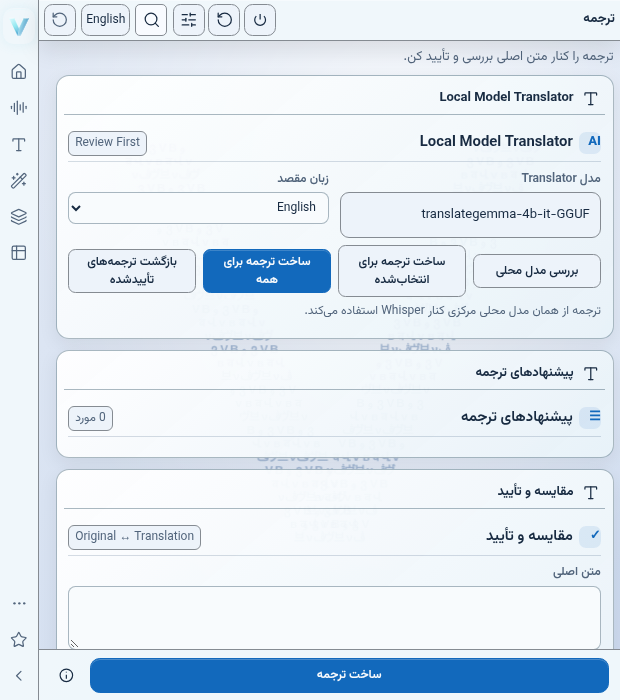 ترجمه
English
ترجمه را کنار متن اصلی بررسی و تأیید کن.
Local Model Translator
AI
Local Model Translator
Review First
مدل Translator
زبان مقصد
translategemma-4b-it-GGUF
English
بررسی مدل محلی
ساخت ترجمه برای
انتخاب‌شده
ساخت ترجمه برای
همه
بازگشت ترجمه‌های
تأییدشده
ترجمه از همان مدل محلی مرکزی کنار Whisper استفاده می‌کند.
پیشنهادهای ترجمه
پیشنهادهای ترجمه
0 مورد
مقایسه و تأیید
مقایسه و تأیید
Original ↔ Translation
متن اصلی
ساخت ترجمه